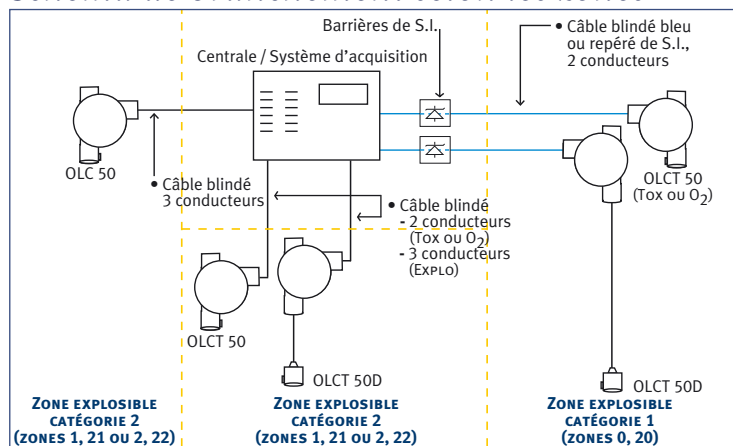 Barrières de S.I.
Centrale / Système d'acquisition
• Câble blindé bleu
ou repéré de S.I.,
2 conducteurs
OLC 50
• Câble blindé
3 conducteurs
• Câble blindé
- 2 conducteurs
(Tox ou O2)
- 3 conducteurs
(EXPLO)
OLCT 50
(Tox ou O2)
OLCT 50
OLCT 50D
OLCT 50D
ZONE EXPLOSIBLE
CATÉGORIE 2
(ZONES 1, 21 OU 2, 22)
ZONE EXPLOSIBLE
CATÉGORIE 2
(ZONES 1, 21 OU 2, 22)
ZONE EXPLOSIBLE
CATÉGORIE 1
(ZONES 0, 20)